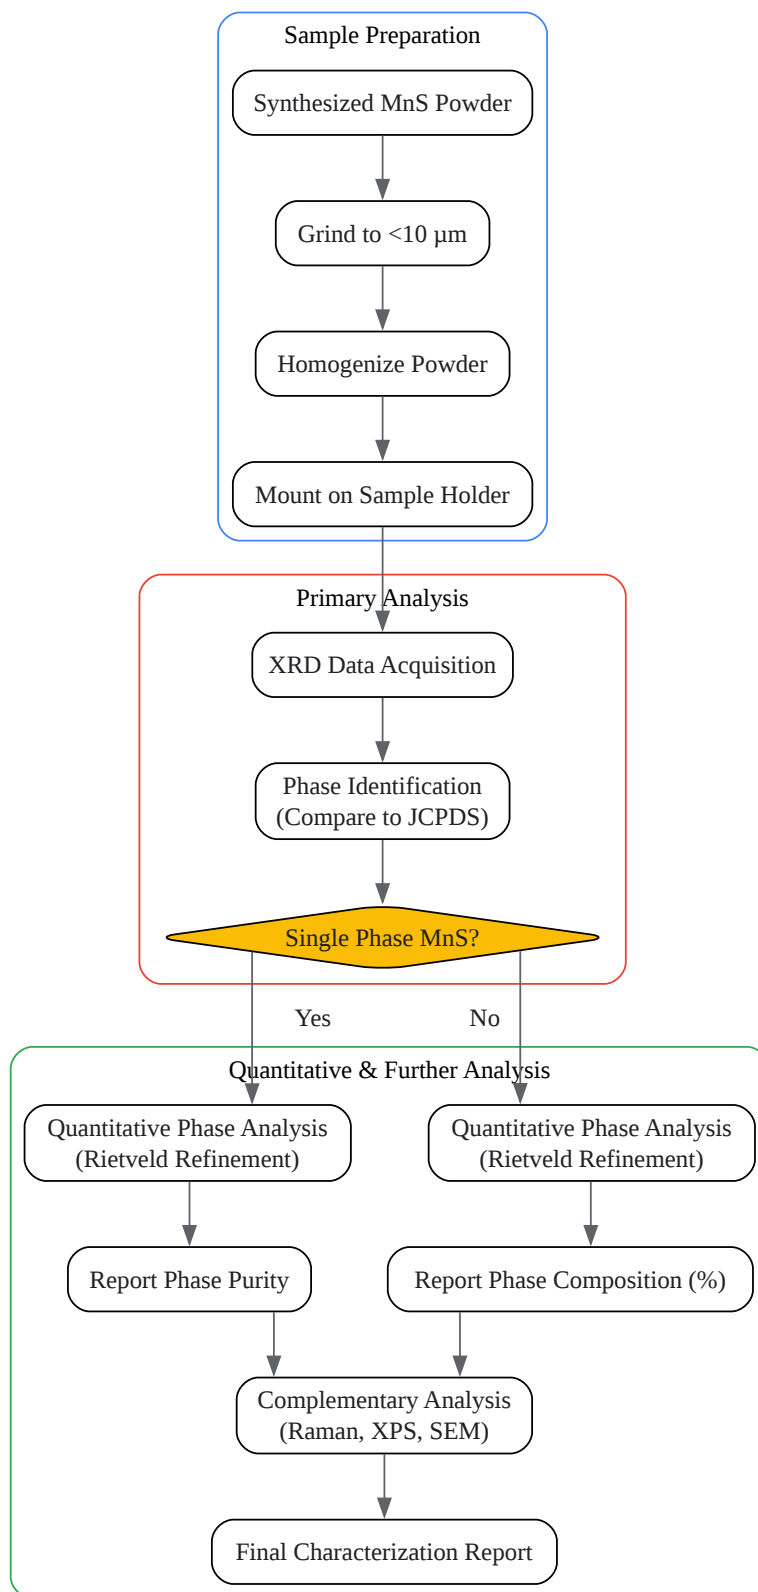 Sample Preparation
Synthesized MnS Powder
Grind to <10 µm
Homogenize Powder
Mount on Sample Holder
Primary Analysis
XRD Data Acquisition
Phase Identification
(Compare to JCPDS)
Single Phase MnS?
Yes
No
Quantitative & Further Analysis
Quantitative Phase Analysis
(Rietveld Refinement)
Quantitative Phase Analysis
(Rietveld Refinement)
Report Phase Purity
Report Phase Composition (%)
Complementary Analysis
(Raman, XPS, SEM)
Final Characterization Report